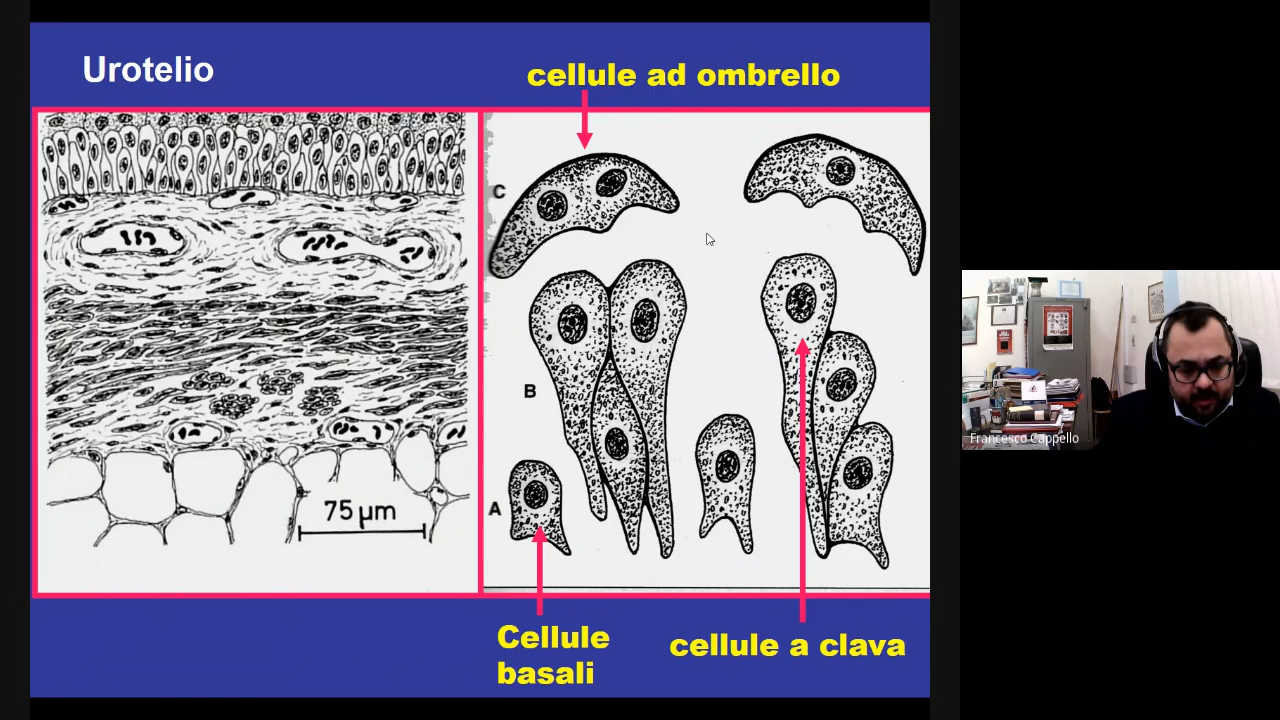 Urotelio
cellule ad ombrello
C
B
A
75 µm
Cellule
basali
cellule a clava
Francesco Cappello